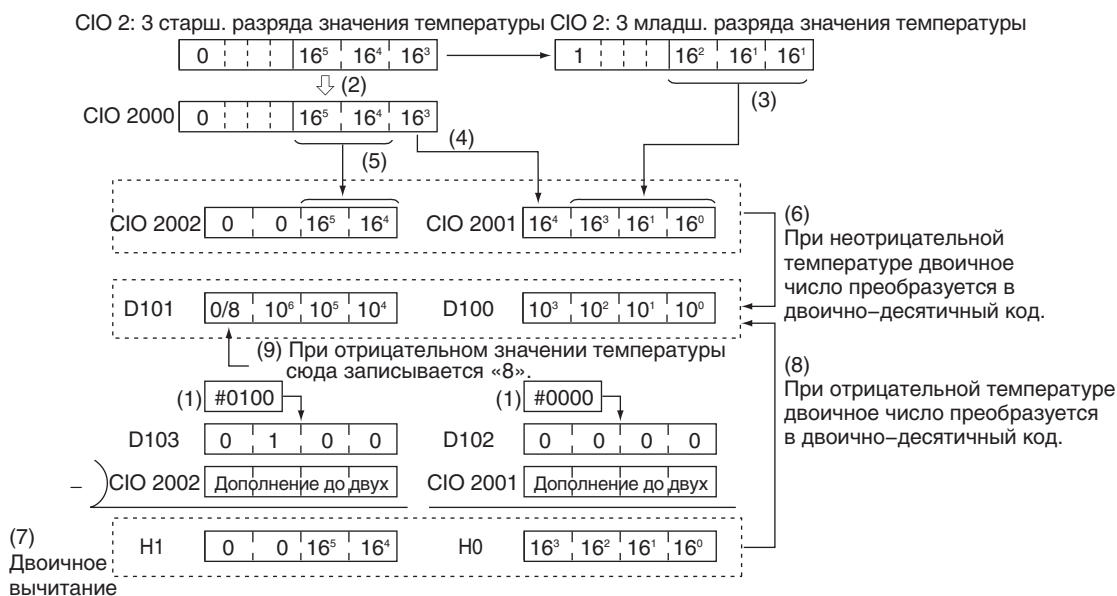 CIO 2: 3 старш. разряда значения температуры CIO 2: 3 младш. разряда значения температуры
0 16⁵ 16⁴ 16³ 1 16² 16¹ 16¹
(2)
(3)
CIO 2000 0 16⁵ 16⁴ 16³
(4)
(5)
CIO 2002 0 0 16⁵ 16⁴ CIO 2001 16⁴ 16³ 16¹ 16⁰
(6)
При неотрицательной
температуре двоичное
число преобразуется в
двоично–десятичный код.
D101 0/8 10⁶ 10⁵ 10⁴ D100 10³ 10² 10¹ 10⁰
(9) При отрицательном значении температуры
сюда записывается «8».
(8)
При отрицательной температуре
двоичное число преобразуется
в двоично–десятичный код.
(1) #0100 (1) #0000
D103 0 1 0 0 D102 0 0 0 0
– CIO 2002 Дополнение до двух CIO 2001 Дополнение до двух
(7)
Двоичное
вычитание
H1 0 0 16⁵ 16⁴ H0 16³ 16² 16¹ 16⁰